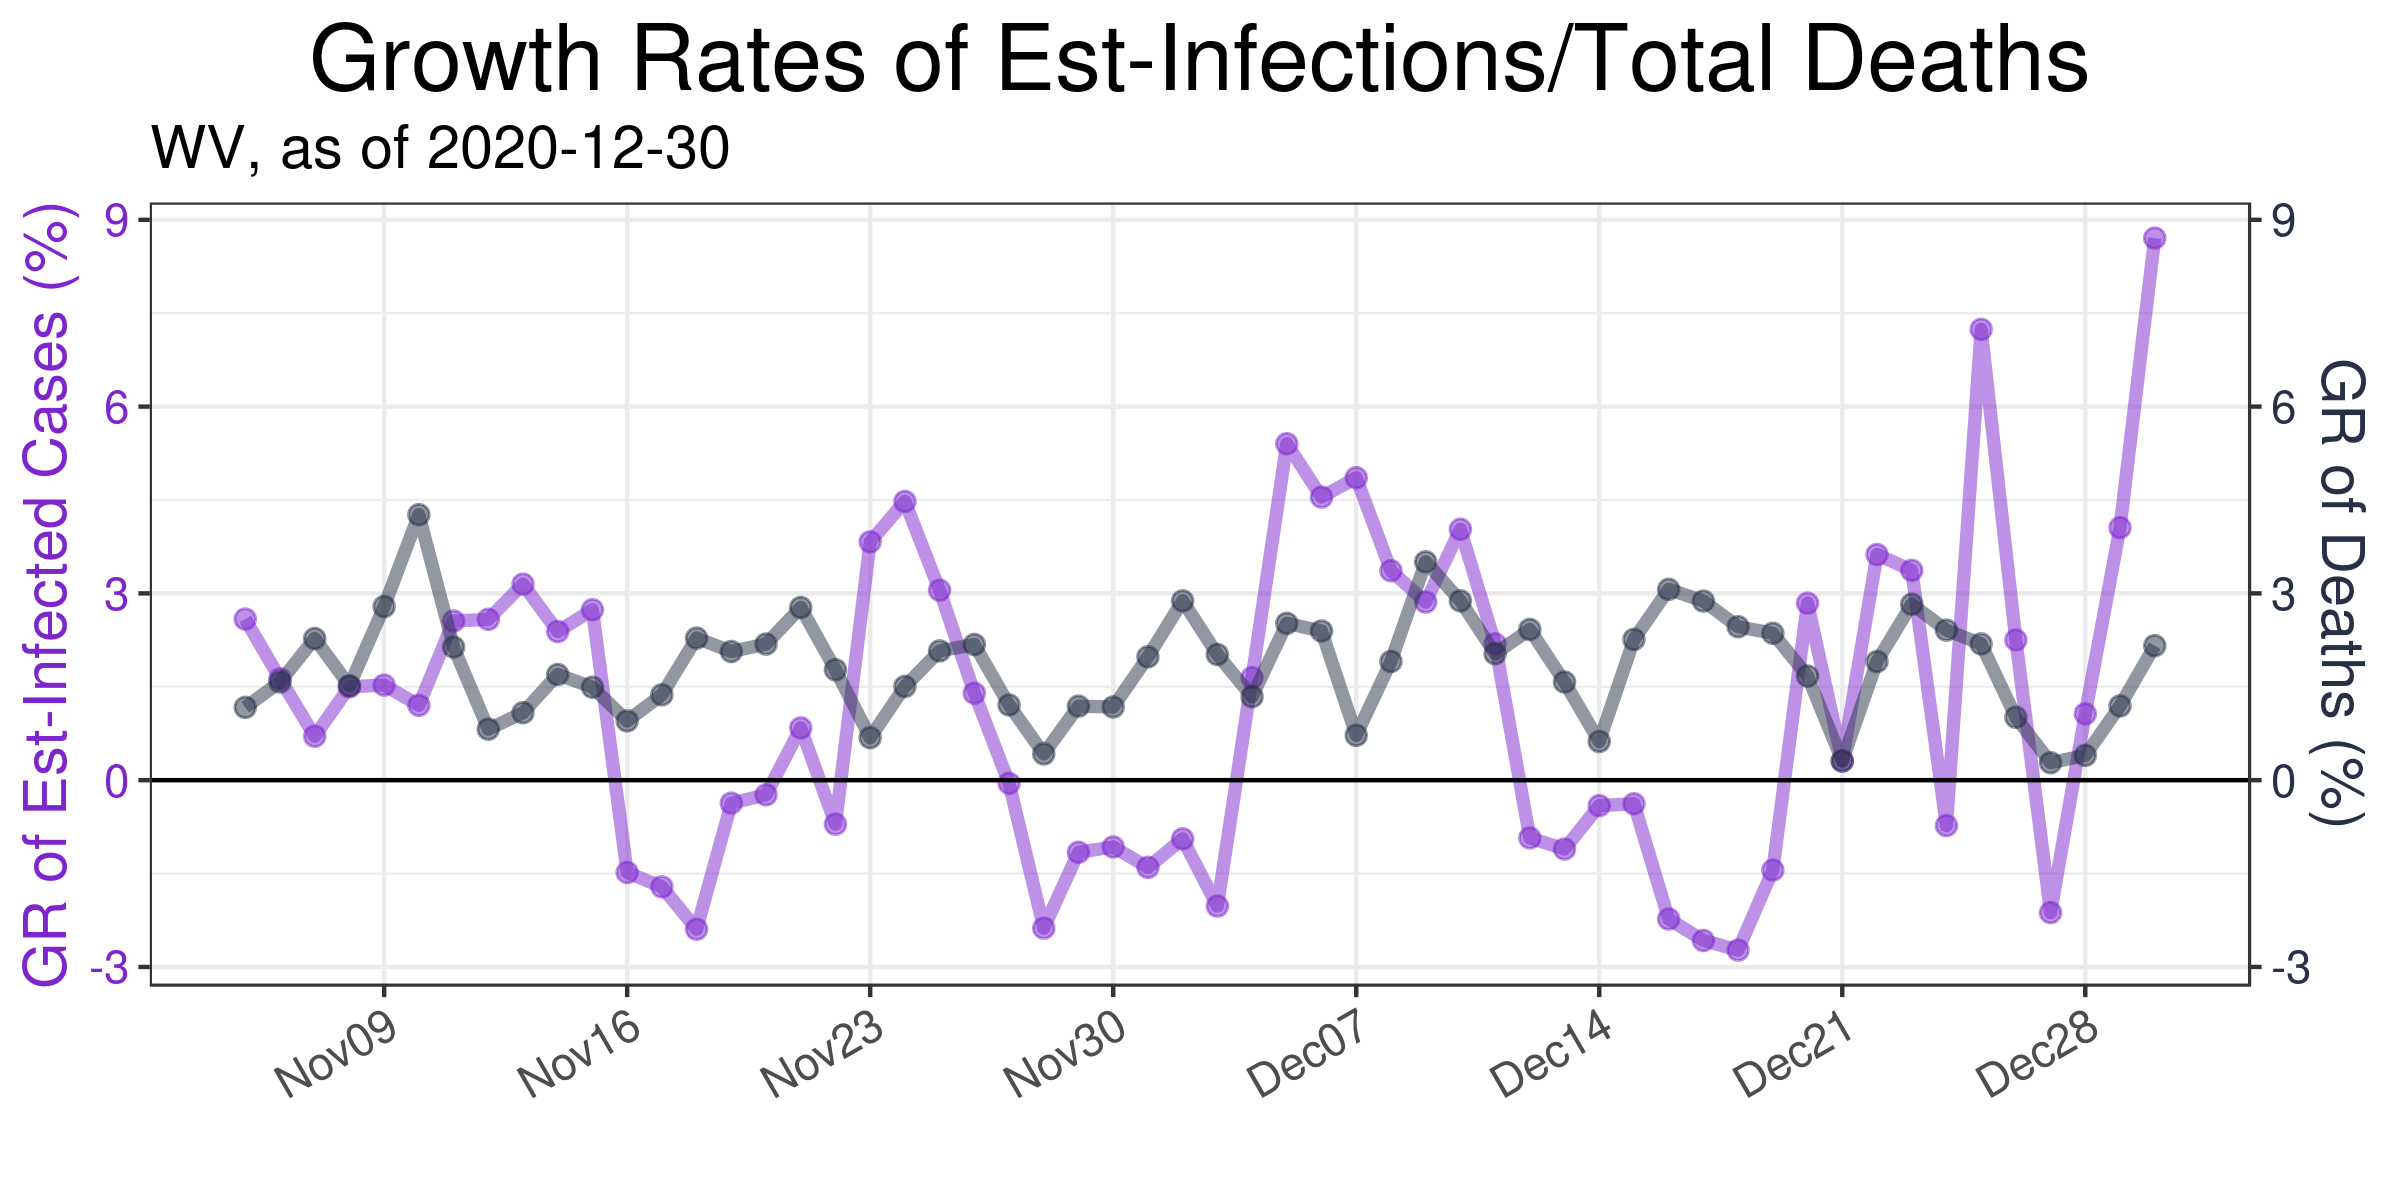 Growth Rates of Est-Infections/Total Deaths
WV, as of 2020-12-30
GR of Est-Infected Cases (%)
9
6
3
0
-3
9
6
3
0
-3
GR of Deaths (%)
Nov09
Nov16
Nov23
Nov30
Dec07
Dec14
Dec21
Dec28